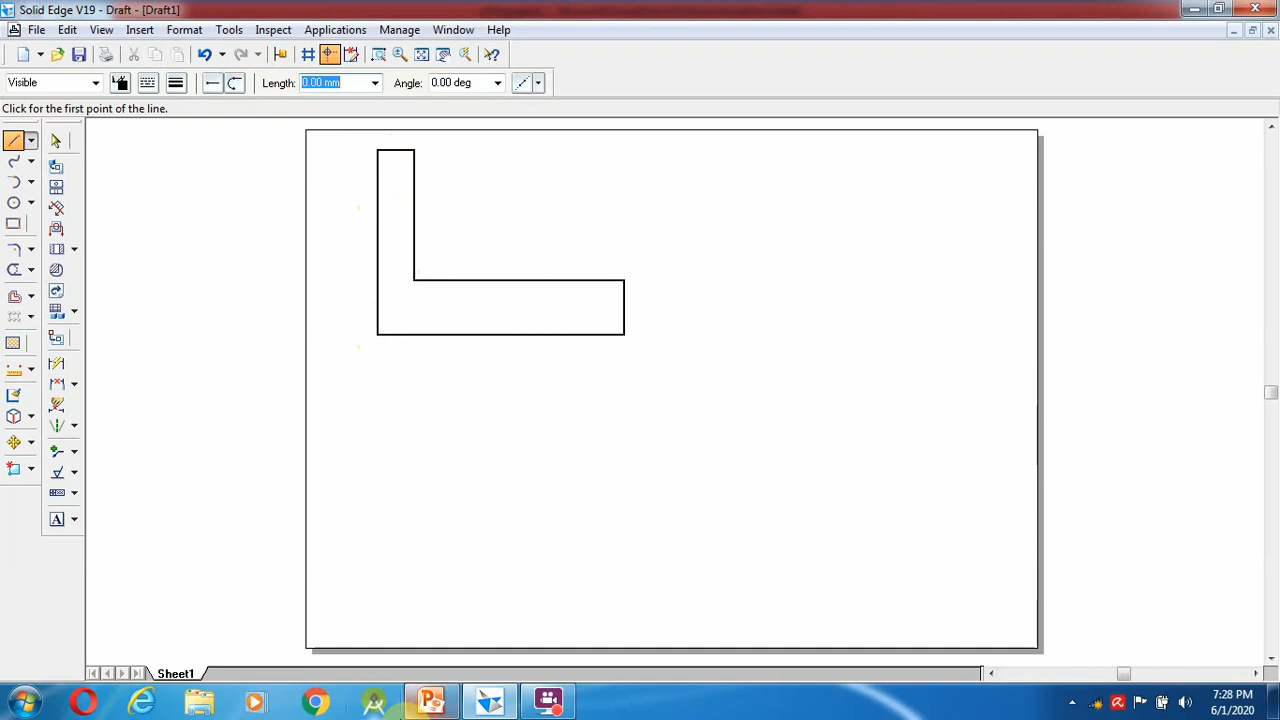 Solid Edge V19 - Draft - [Draft1]
File Edit View Insert Format Tools Inspect Applications Manage Window Help
Visible Length: 0.00 mm Angle: 0.00 deg
Click for the first point of the line.
A
Sheet1
7:28 PM
6/1/2020